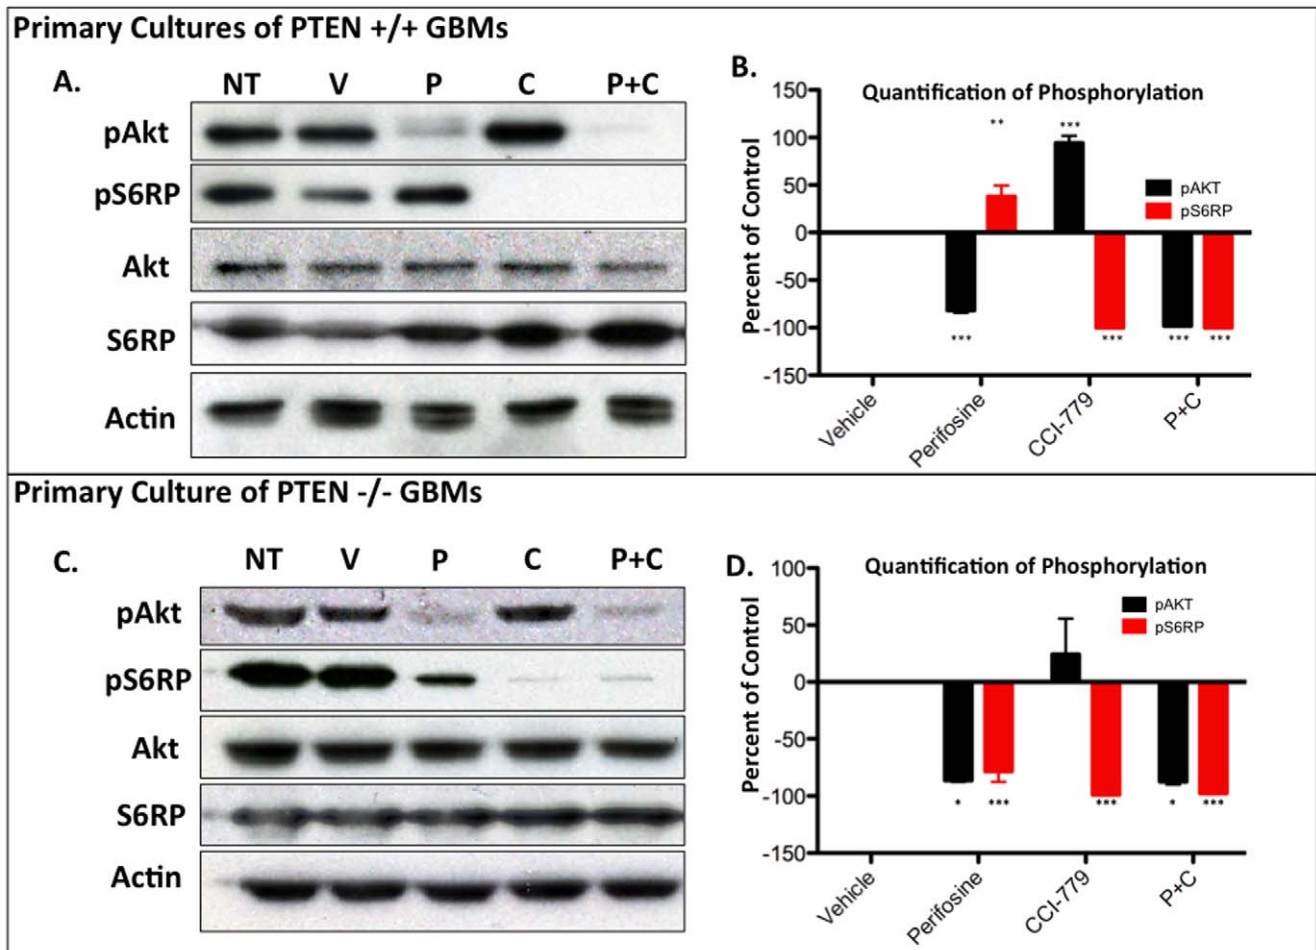 Primary Cultures of PTEN +/+ GBMs
A.
NT V P C P+C
pAkt
pS6RP
Akt
S6RP
Actin
B.
Quantification of Phosphorylation
Percent of Control
150
100
50
0
-50
-100
-150
** ***
*** *** *** ***
pAKT
pS6RP
Vehicle
Perifosine
CCI-779
P+C
Primary Culture of PTEN -/- GBMs
C.
NT V P C P+C
pAkt
pS6RP
Akt
S6RP
Actin
D.
Quantification of Phosphorylation
Percent of Control
100
50
0
-50
-100
-150
pAKT
pS6RP
* *** *** * ***
Vehicle
Perifosine
CCI-779
P+C